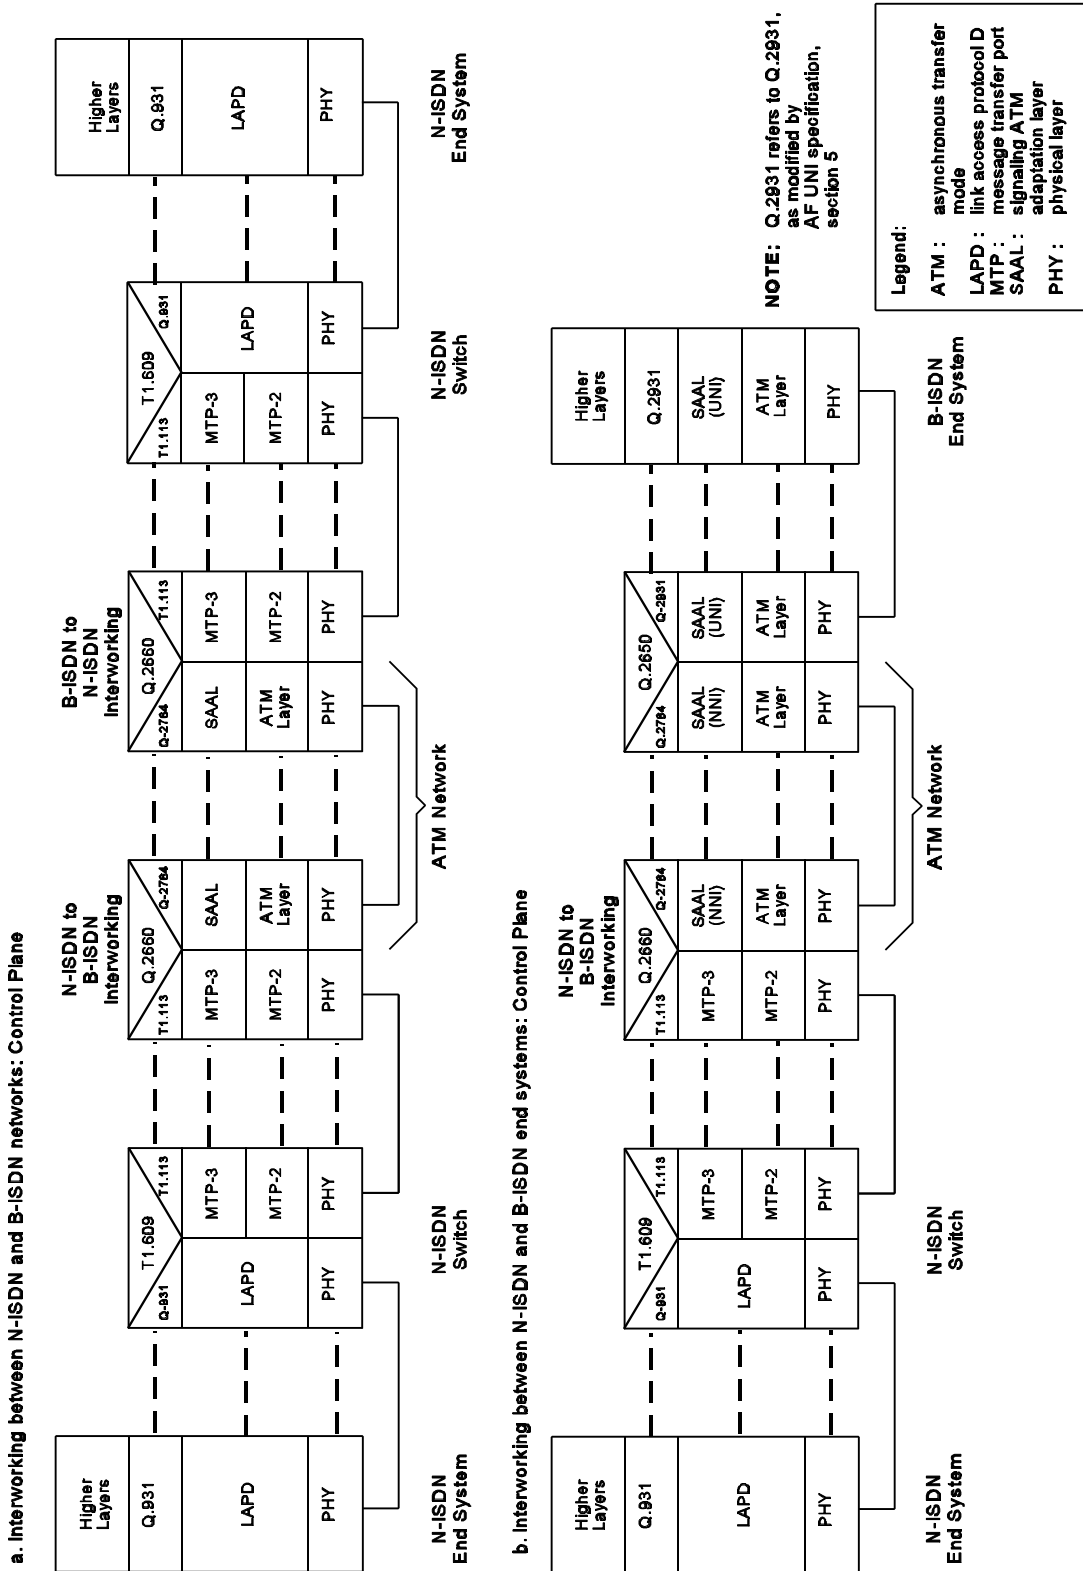 a. Interworking between N-ISDN and B-ISDN networks: Control Plane
N-ISDN to
B-ISDN
Interworking
B-ISDN to
N-ISDN
Interworking
Higher
Layers
Q.931
LAPD
PHY
T1.609
Q-931
T1.113
LAPD
MTP-3
MTP-2
PHY
PHY
Q.2660
T1.113
Q-2764
MTP-3
SAAL
MTP-2
ATM
Layer
PHY
PHY
Q.2660
Q-2764
T1.113
SAAL
MTP-3
ATM
Layer
MTP-2
PHY
PHY
T1.609
T1.113
Q.931
MTP-3
LAPD
MTP-2
PHY
PHY
Higher
Layers
Q.931
LAPD
PHY
ATM Network
N-ISDN
End System
N-ISDN
Switch
N-ISDN
Switch
N-ISDN
End System
b. Interworking between N-ISDN and B-ISDN end systems: Control Plane
N-ISDN to
B-ISDN
Interworking
Higher
Layers
Q.931
LAPD
PHY
T1.609
Q-931
T1.113
LAPD
MTP-3
MTP-2
PHY
PHY
Q.2660
T1.113
Q-2764
MTP-3
SAAL
(NNI)
MTP-2
ATM
Layer
PHY
PHY
Q.2650
Q.2764
Q-2931
SAAL
(NNI)
SAAL
(UNI)
ATM
Layer
ATM
Layer
PHY
PHY
Higher
Layers
Q.2931
SAAL
(UNI)
ATM
Layer
PHY
ATM Network
N-ISDN
End System
N-ISDN
Switch
B-ISDN
End System
NOTE: Q.2931 refers to Q.2931,
as modified by
AF UNI specification,
section 5
Legend:
ATM : asynchronous transfer
mode
LAPD : link access protocol D
MTP : message transfer port
SAAL : signaling ATM
adaptation layer
PHY : physical layer